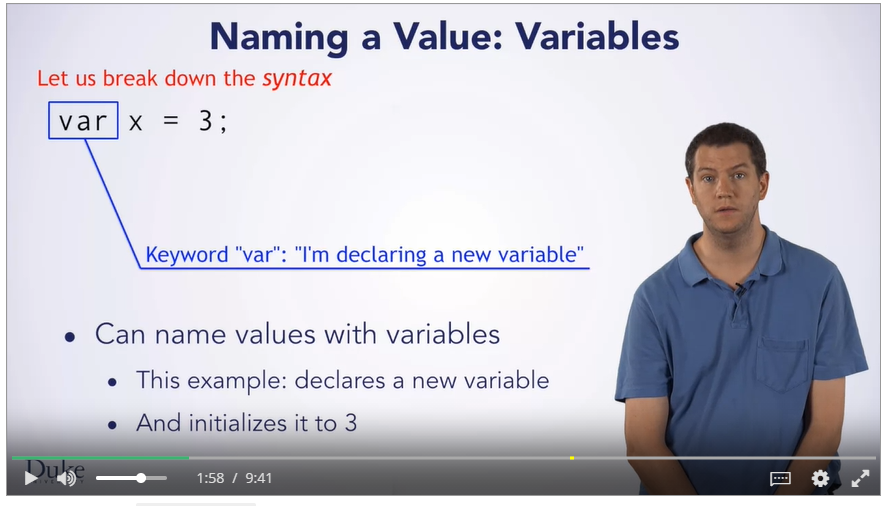 Naming a Value: Variables
Let us break down the syntax
var x = 3;
Keyword "var": "I'm declaring a new variable"
• Can name values with variables
• This example: declares a new variable
• And initializes it to 3
Duke
1:58 / 9:41